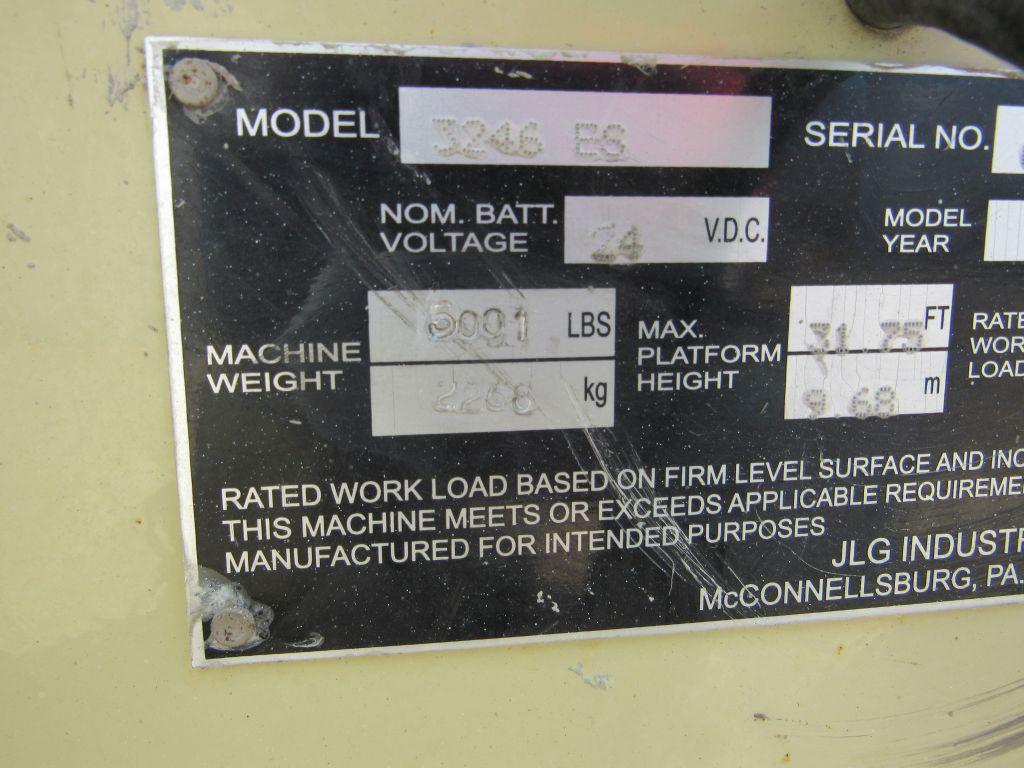 MODEL 3246 ES SERIAL NO.
NOM. BATT. VOLTAGE 24 V.D.C. MODEL YEAR
MACHINE WEIGHT 5001 LBS
2268 kg
MAX. PLATFORM HEIGHT 31.75 FT
9.68 m
RATE
WOR
LOAD
RATED WORK LOAD BASED ON FIRM LEVEL SURFACE AND INC
THIS MACHINE MEETS OR EXCEEDS APPLICABLE REQUIREME
MANUFACTURED FOR INTENDED PURPOSES
JLG INDUSTR
McCONNELLSBURG, PA.